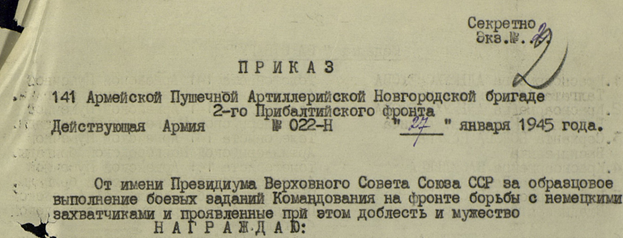 Секретно
Экз.№ 2
2
ПРИКАЗ
141 Армейской Пушечной Артиллерийской Новгородской бригаде
2-го Прибалтийского фронта
Действующая Армия № 022-Н "27" января 1945 года.
От имени Президиума Верховного Совета Союза ССР за образцовое
выполнение боевых заданий Командования на фронте борьбы с немецкими
захватчиками и проявленные при этом доблесть и мужество
НАГРАЖДАЮ: